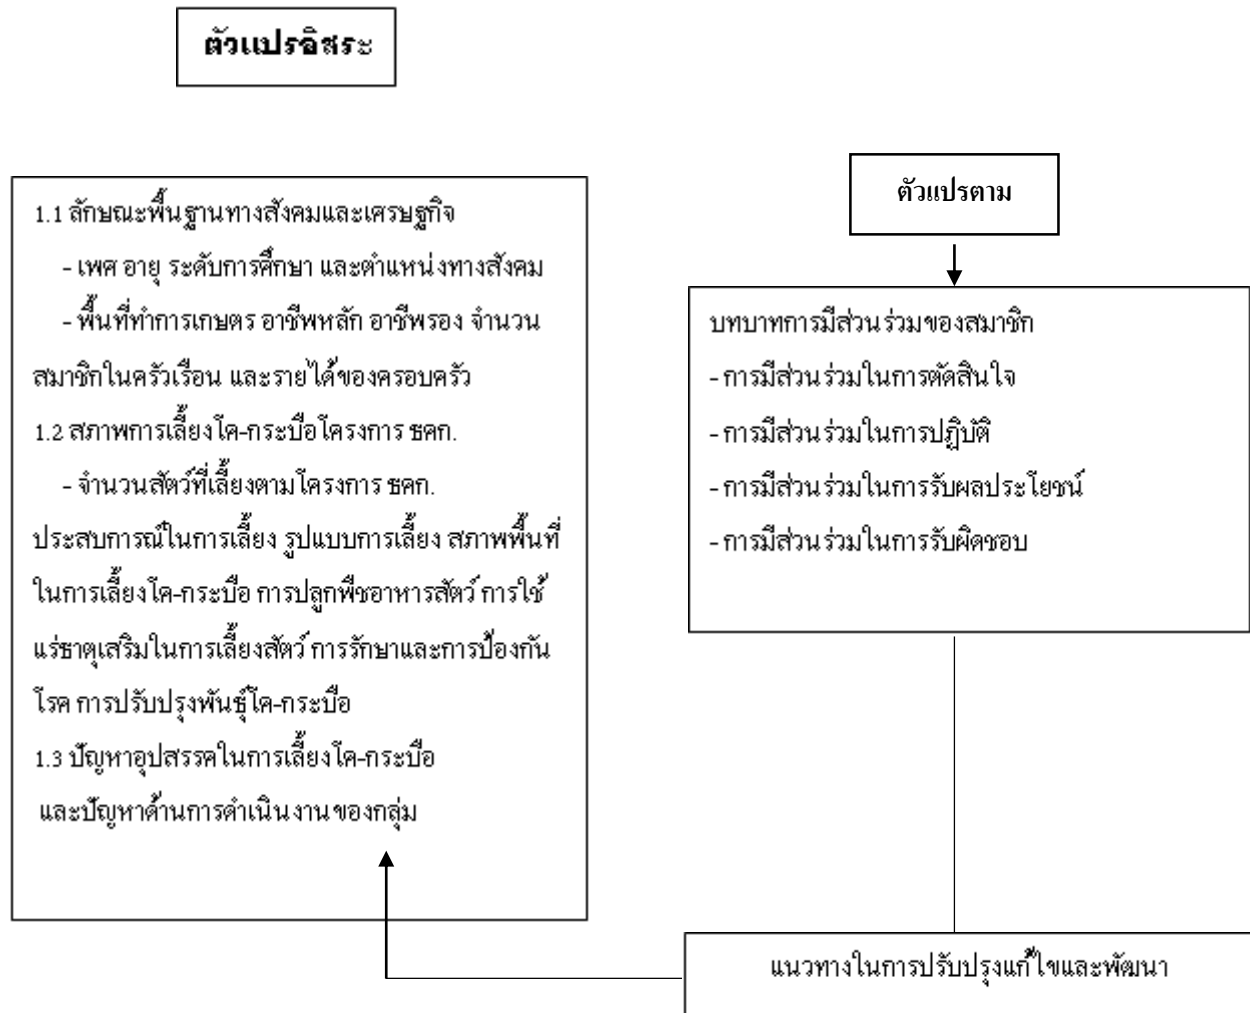 ตัวแปรอิสระ
1.1 ลักษณะพื้นฐานทางสังคมและเศรษฐกิจ
- เพศ อายุ ระดับการศึกษา และตำแหน่งทางสังคม
- พื้นที่ทำการเกษตร อาชีพหลัก อาชีพรอง จำนวน
สมาชิกในครัวเรือน และรายได้ของครอบครัว
1.2 สภาพการเลี้ยงโค-กระบือโครงการ ธคก.
- จำนวนสัตว์ที่เลี้ยงตามโครงการ ธคก.
ประสบการณ์ในการเลี้ยง รูปแบบการเลี้ยง สภาพพื้นที่
ในการเลี้ยงโค-กระบือ การปลูกพืชอาหารสัตว์ การใช้
แร่ธาตุเสริมในการเลี้ยงสัตว์ การรักษาและการป้องกัน
โรค การปรับปรุงพันธุ์โค-กระบือ
1.3 ปัญหาอุปสรรคในการเลี้ยงโค-กระบือ
และปัญหาด้านการดำเนินงานของกลุ่ม
ตัวแปรตาม
บทบาทการมีส่วนร่วมของสมาชิก
- การมีส่วนร่วมในการตัดสินใจ
- การมีส่วนร่วมในการปฏิบัติ
- การมีส่วนร่วมในการรับผลประโยชน์
- การมีส่วนร่วมในการรับผิดชอบ
แนวทางในการปรับปรุงแก้ไขและพัฒนา